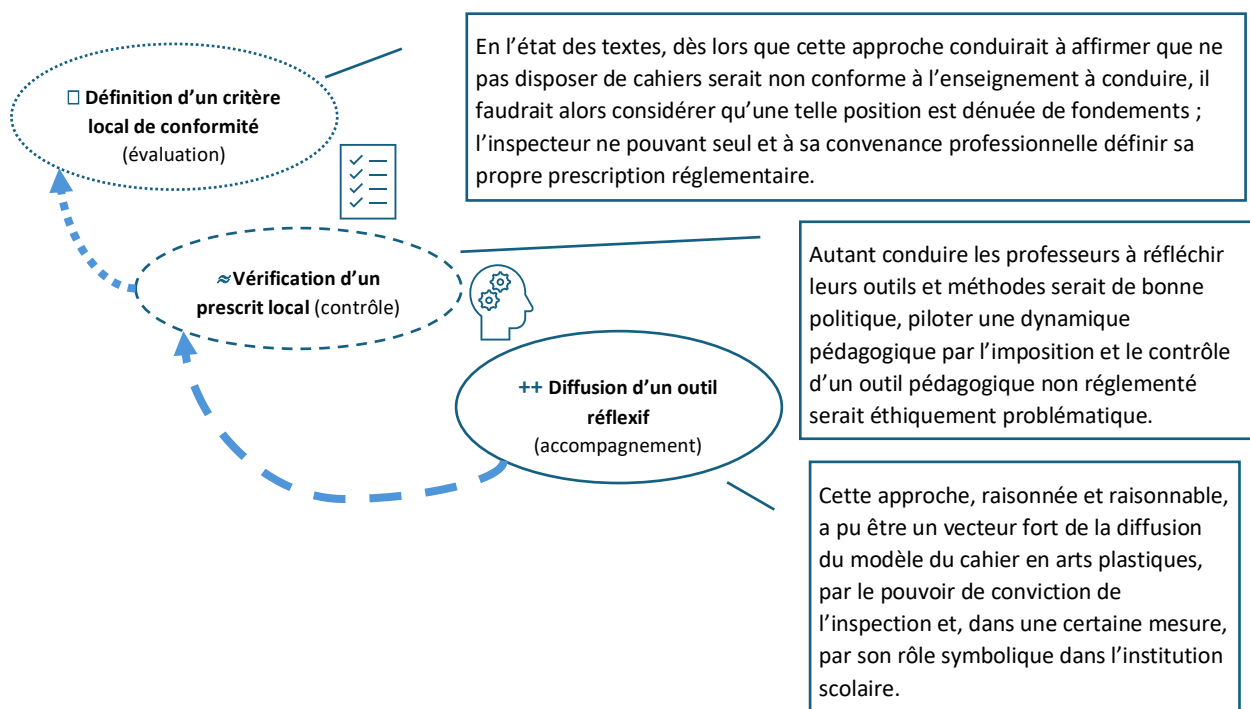 □ Définition d’un critère
local de conformité
(évaluation)
En l’état des textes, dès lors que cette approche conduirait à affirmer que ne
pas disposer de cahiers serait non conforme à l’enseignement à conduire, il
faudrait alors considérer qu’une telle position est dénuée de fondements ;
l’inspecteur ne pouvant seul et à sa convenance professionnelle définir sa
propre prescription réglementaire.
≈Vérification d’un
prescrit local (contrôle)
Autant conduire les professeurs à réfléchir
leurs outils et méthodes serait de bonne
politique, piloter une dynamique
pédagogique par l’imposition et le contrôle
d’un outil pédagogique non réglementé
serait éthiquement problématique.
++ Diffusion d’un outil
réflexif
(accompagnement)
Cette approche, raisonnée et raisonnable,
a pu être un vecteur fort de la diffusion
du modèle du cahier en arts plastiques,
par le pouvoir de conviction de
l’inspection et, dans une certaine mesure,
par son rôle symbolique dans l’institution
scolaire.